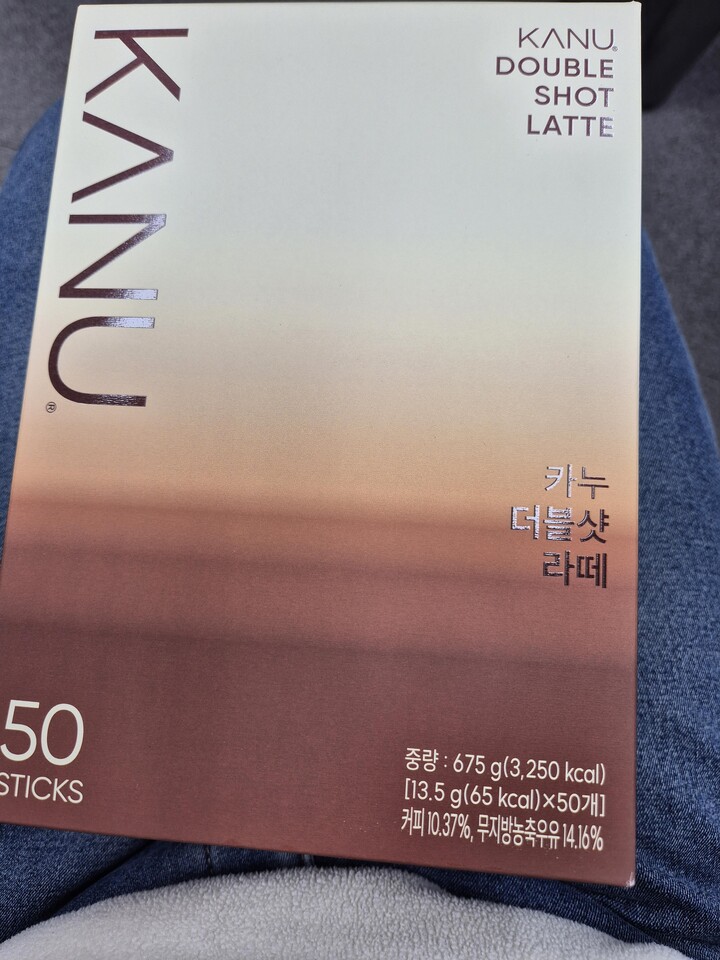 KANU®
KANU®
DOUBLE
SHOT
LATTE
카누
더블샷
라떼
50
STICKS
중량 : 675 g(3,250 kcal)
[13.5 g(65 kcal)×50개]
커피 10.37%, 무지방농축우유 14.16%